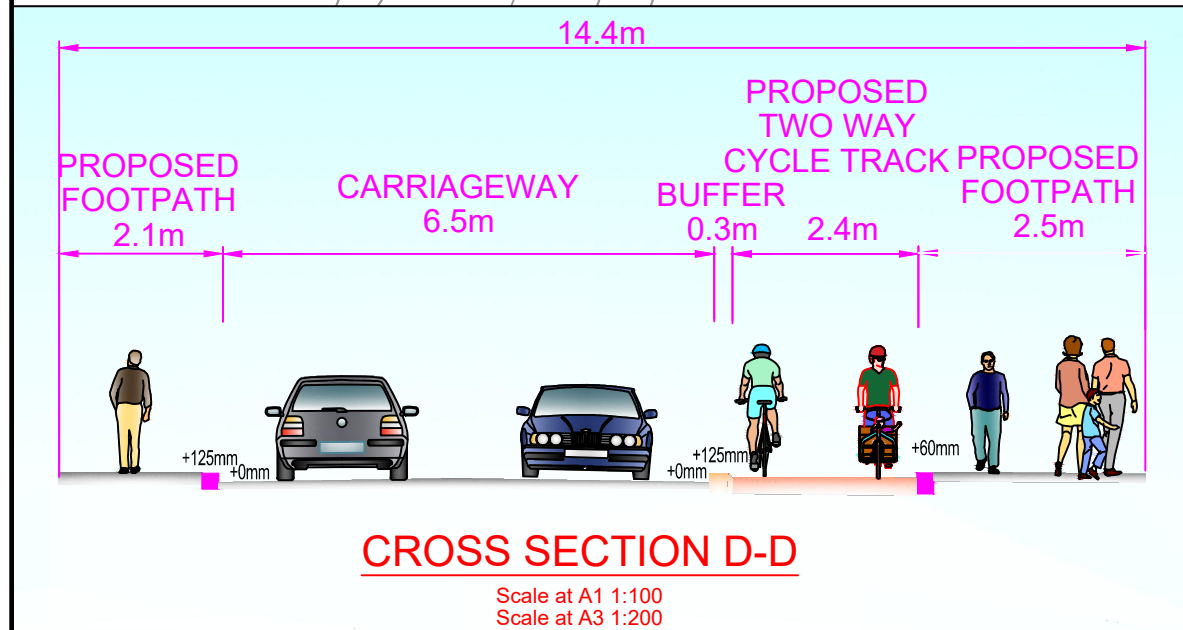 14.4m
PROPOSED
FOOTPATH
2.1m
CARRIAGEWAY
6.5m
BUFFER
0.3m
PROPOSED
TWO WAY
CYCLE TRACK
2.4m
PROPOSED
FOOTPATH
2.5m
+125mm
+0mm
+125mm
+0mm
+60mm
CROSS SECTION D-D
Scale at A1 1:100
Scale at A3 1:200